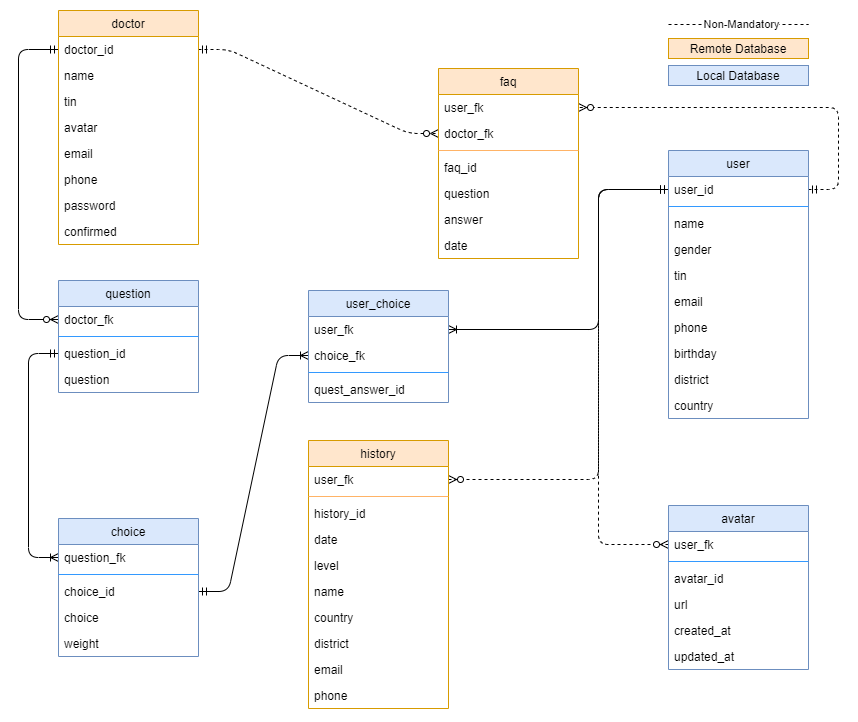 doctor
doctor_id
name
tin
avatar
email
phone
password
confirmed
Non-Mandatory
Remote Database
Local Database
faq
user_fk
doctor_fk
faq_id
question
answer
date
user
user_id
name
gender
tin
email
phone
birthday
district
country
question
doctor_fk
question_id
question
user_choice
user_fk
choice_fk
quest_answer_id
history
user_fk
history_id
date
level
name
country
district
email
phone
choice
question_fk
choice_id
choice
weight
avatar
user_fk
avatar_id
url
created_at
updated_at